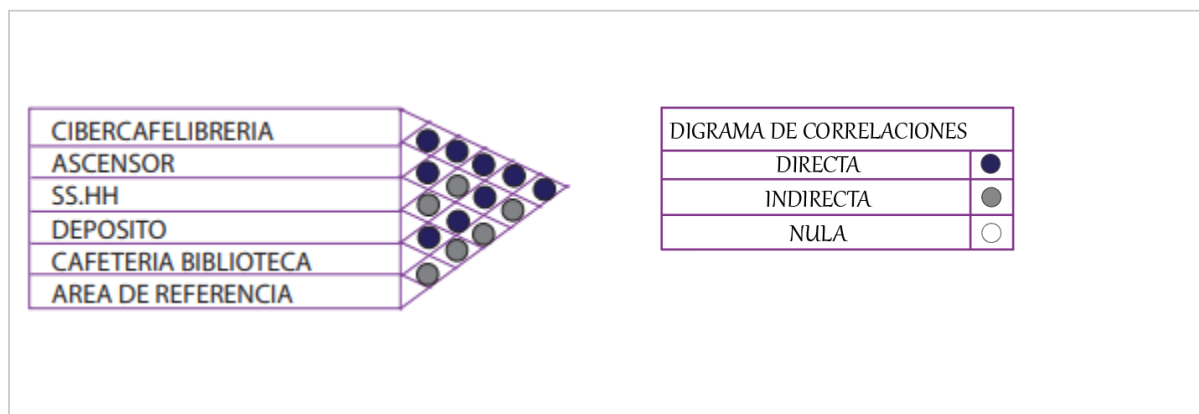 CIBERCAFELIBRERIA
ASCENSOR
SS.HH
DEPOSITO
CAFETERIA BIBLIOTECA
AREA DE REFERENCIA
DIGRAMA DE CORRELACIONES
DIRECTA
INDIRECTA
NULA